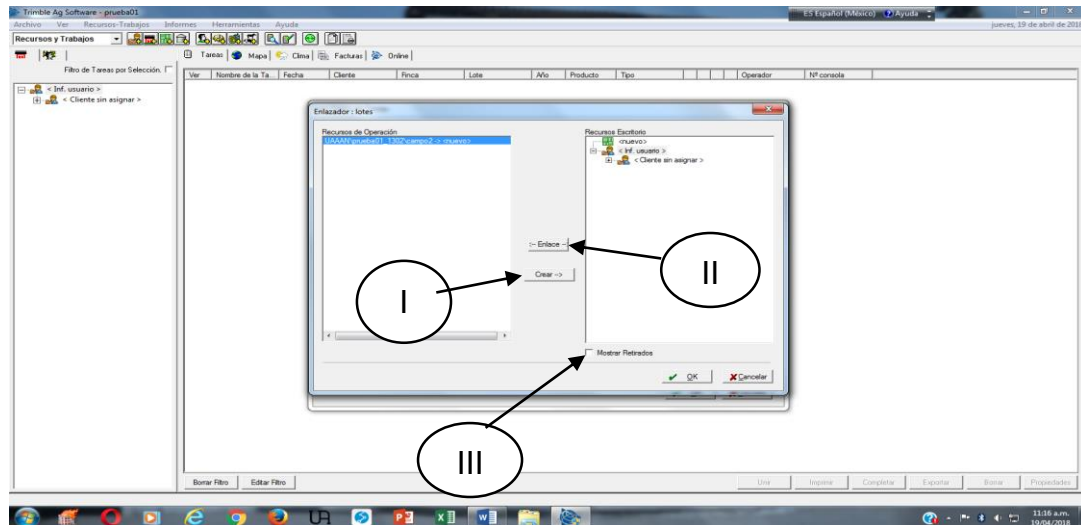 Trimble Ag Software - prueba01
ES Español (México) Ayuda
Archivo Ver Recursos-Trabajos Informes Herramientas Ayuda
jueves, 19 de abril de 2018
Recursos y Trabajos
Tareas Mapa Clima Facturas Online
Filtro de Tareas por Selección.
Ver Nombre de la Ta... Fecha Cliente Finca Lote Año Producto Tipo Operador Nº consola
< Inf. usuario >
< Cliente sin asignar >
Enlazador : lotes
Recursos de Operación
Recursos Escritorio
UAAAN\prueba01_1302\campo2 -> <nuevo>
<nuevo>
< Inf. usuario >
< Cliente sin asignar >
:-- Enlace --
II
Crear -->
I
Mostrar Retirados
OK Cancelar
III
Borrar Filtro Editar Filtro
Unir Imprimir Completar Exportar Borrar Propiedades
11:16 a.m.
19/04/2018